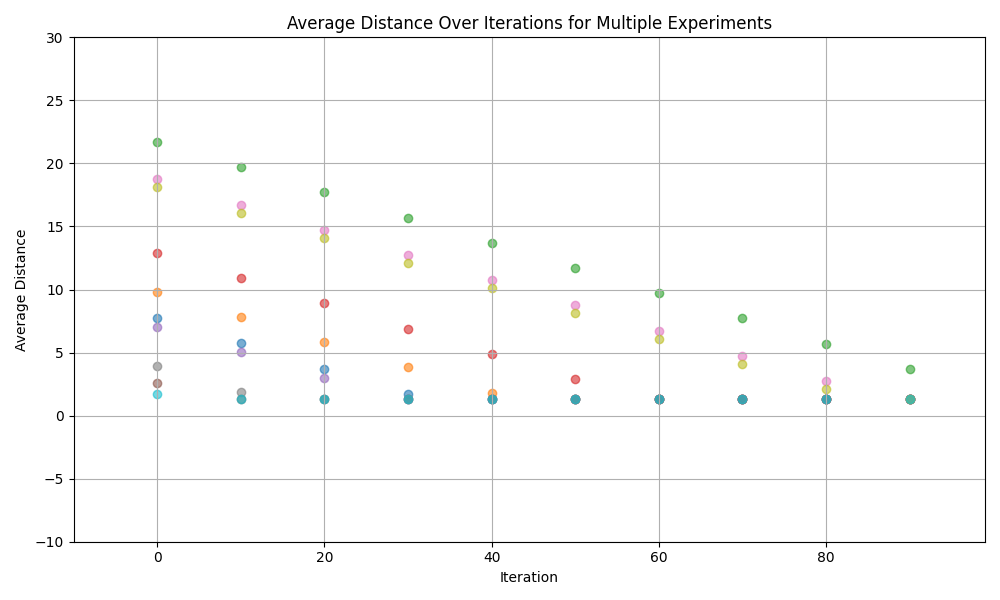 Average Distance Over Iterations for Multiple Experiments
30
25
20
15
10
5
0
−5
−10
Average Distance
0 20 40 60 80
Iteration